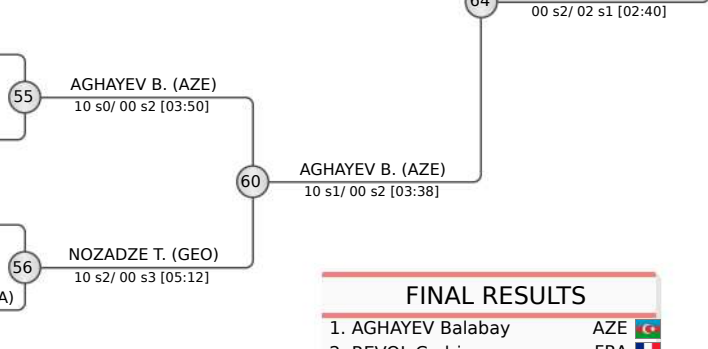 64
00 s2/ 02 s1 [02:40]
55
AGHAYEV B. (AZE)
10 s0/ 00 s2 [03:50]
60
AGHAYEV B. (AZE)
10 s1/ 00 s2 [03:38]
56
NOZADZE T. (GEO)
10 s2/ 00 s3 [05:12]
A)
FINAL RESULTS
1. AGHAYEV Balabay AZE